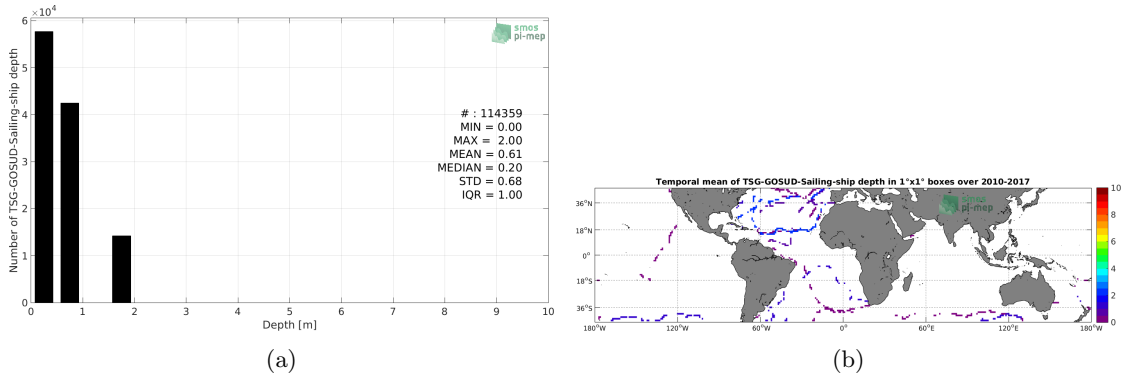 ×10⁴
6
5
4
3
2
1
0
Number of TSG-GOSUD-Sailing-ship depth
0 1 2 3 4 5 6 7 8 9 10
Depth [m]
smos
pi-mep
# : 114359
MIN = 0.00
MAX = 2.00
MEAN = 0.61
MEDIAN = 0.20
STD = 0.68
IQR = 1.00
(a)
Temporal mean of TSG-GOSUD-Sailing-ship depth in 1°x1° boxes over 2010-2017
smos
pi-mep
36°N
18°N
0°
18°S
36°S
180°W 120°W 60°W 0° 60°E 120°E 180°W
10
8
6
4
2
0
(b)